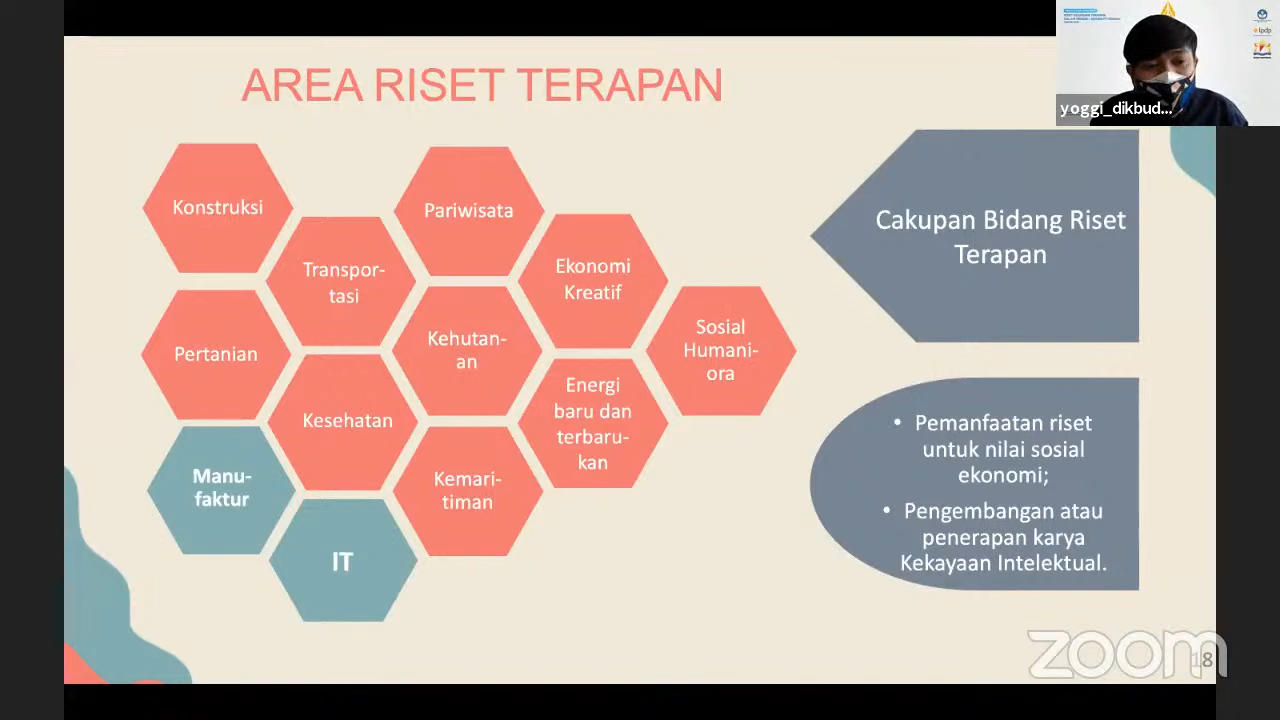 AREA RISET TERAPAN
Konstruksi
Pariwisata
Transpor-
tasi
Ekonomi
Kreatif
Pertanian
Kehutan-
an
Sosial
Humani-
ora
Kesehatan
Energi
baru dan
terbaru-
kan
Manu-
faktur
Kemari-
timan
IT
Cakupan Bidang Riset
Terapan
• Pemanfaatan riset
untuk nilai sosial
ekonomi;
• Pengembangan atau
penerapan karya
Kekayaan Intelektual.
yoggi_dikbud...
lpdp
zoom
18